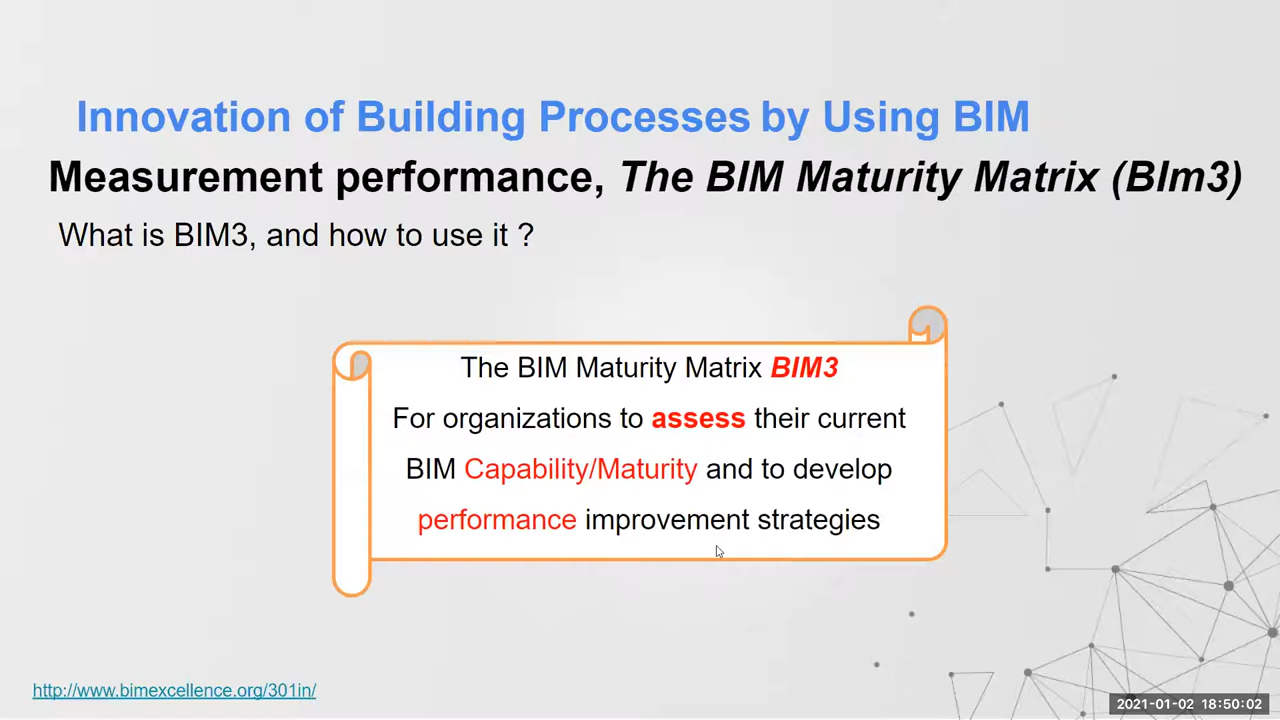 Innovation of Building Processes by Using BIM
Measurement performance, The BIM Maturity Matrix (BIm3)
What is BIM3, and how to use it ?
The BIM Maturity Matrix BIM3
For organizations to assess their current
BIM Capability/Maturity and to develop
performance improvement strategies
http://www.bimexcellence.org/301in/
2021-01-02 18:50:02